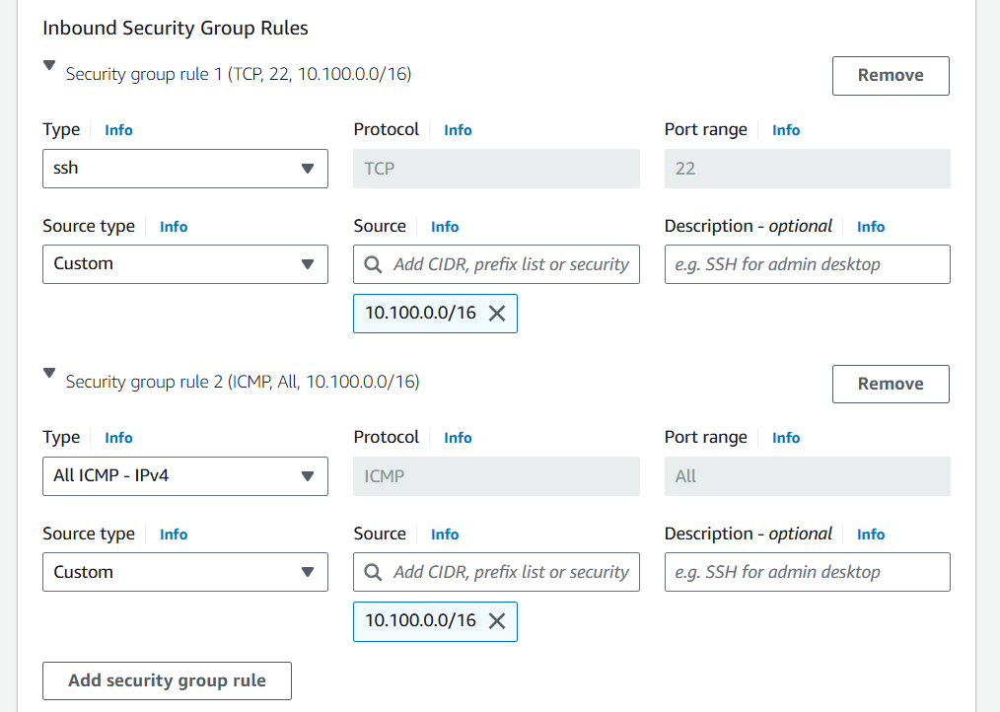 Inbound Security Group Rules
Security group rule 1 (TCP, 22, 10.100.0.0/16)
Remove
Type Info Protocol Info Port range Info
ssh TCP 22
Source type Info Source Info Description - optional Info
Custom Add CIDR, prefix list or security e.g. SSH for admin desktop
10.100.0.0/16
Security group rule 2 (ICMP, All, 10.100.0.0/16)
Remove
Type Info Protocol Info Port range Info
All ICMP - IPv4 ICMP All
Source type Info Source Info Description - optional Info
Custom Add CIDR, prefix list or security e.g. SSH for admin desktop
10.100.0.0/16
Add security group rule